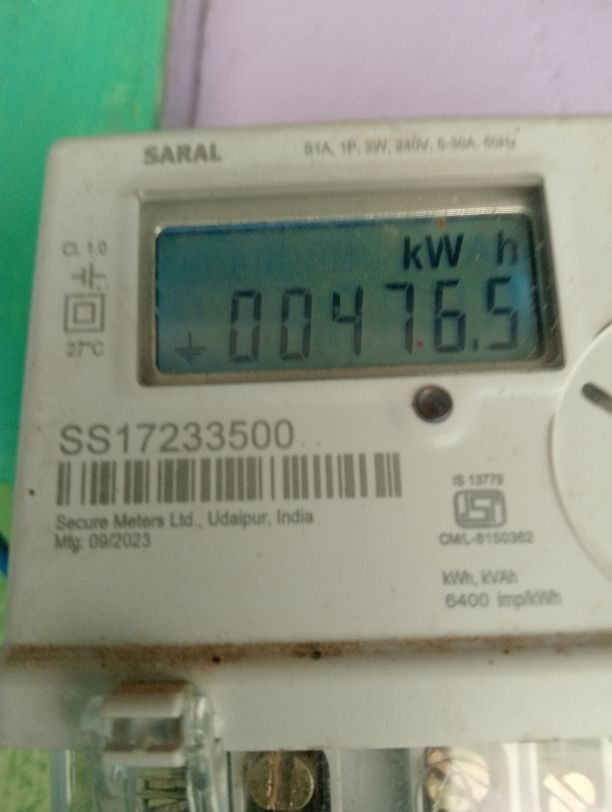 SARAL
S1A, 1P, 2W, 240V, 5-30A, 50Hz
Cl. 1.0
27°C
kW h
00476.5
SS17233500
Secure Meters Ltd., Udaipur, India
Mfg: 09/2023
IS 13779
ISI
CM/L-8150362
kWh, kVAh
6400 imp/kWh